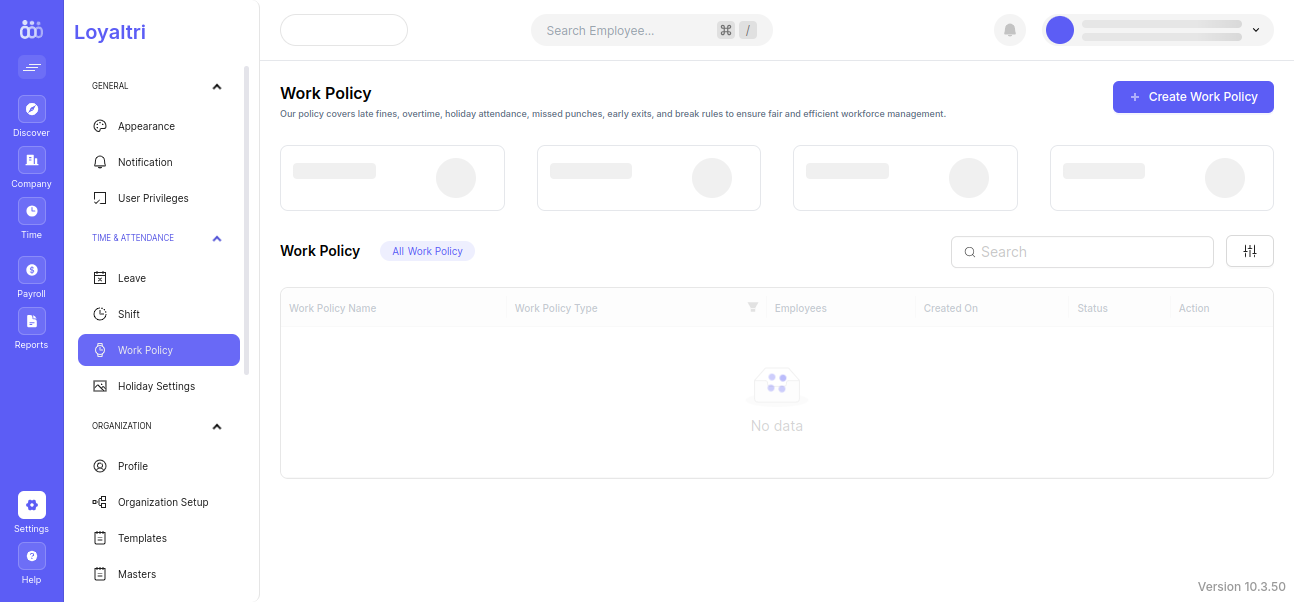 Loyaltri
Search Employee...
⌘ /
Discover
Company
Time
Payroll
Reports
Settings
Help
GENERAL
Appearance
Notification
User Privileges
TIME & ATTENDANCE
Leave
Shift
Work Policy
Holiday Settings
ORGANIZATION
Profile
Organization Setup
Templates
Masters
Work Policy
Our policy covers late fines, overtime, holiday attendance, missed punches, early exits, and break rules to ensure fair and efficient workforce management.
+ Create Work Policy
Work Policy
All Work Policy
Search
Work Policy Name Work Policy Type Employees Created On Status Action
No data
Version 10.3.50